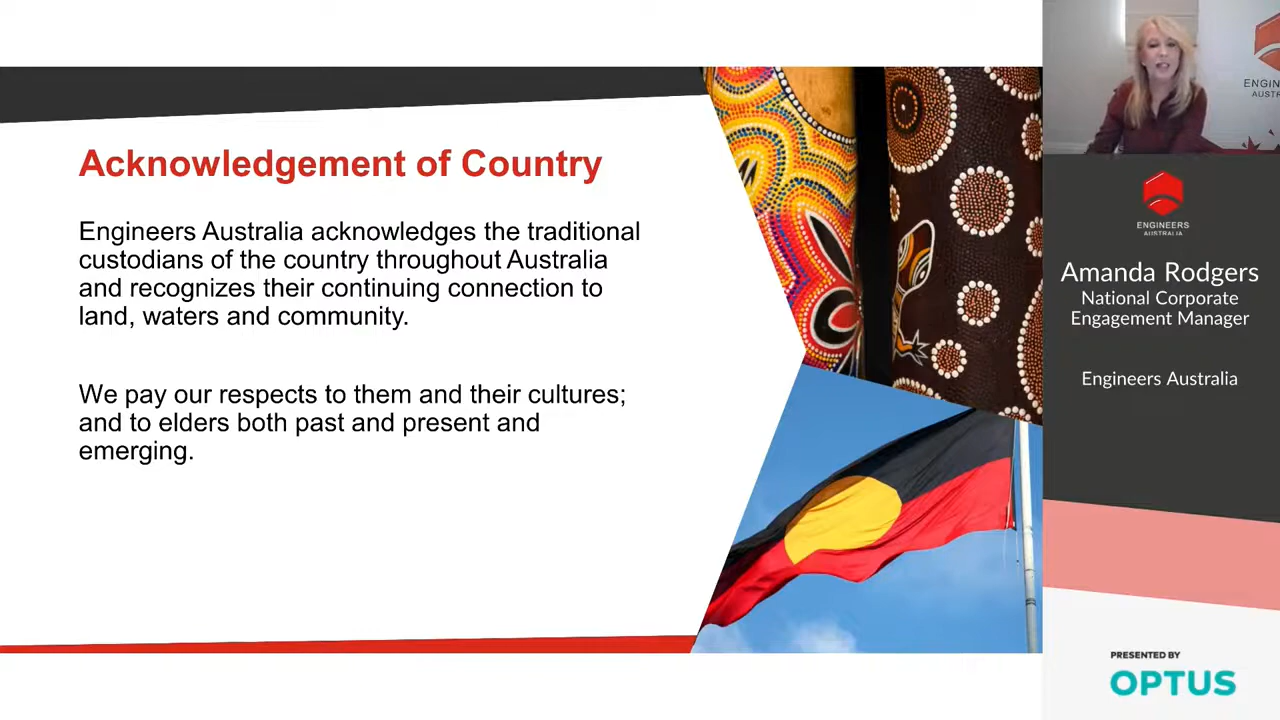 Acknowledgement of Country
Engineers Australia acknowledges the traditional
custodians of the country throughout Australia
and recognizes their continuing connection to
land, waters and community.
We pay our respects to them and their cultures;
and to elders both past and present and
emerging.
ENGINEERS
AUSTRALIA
Amanda Rodgers
National Corporate
Engagement Manager
Engineers Australia
PRESENTED BY
OPTUS